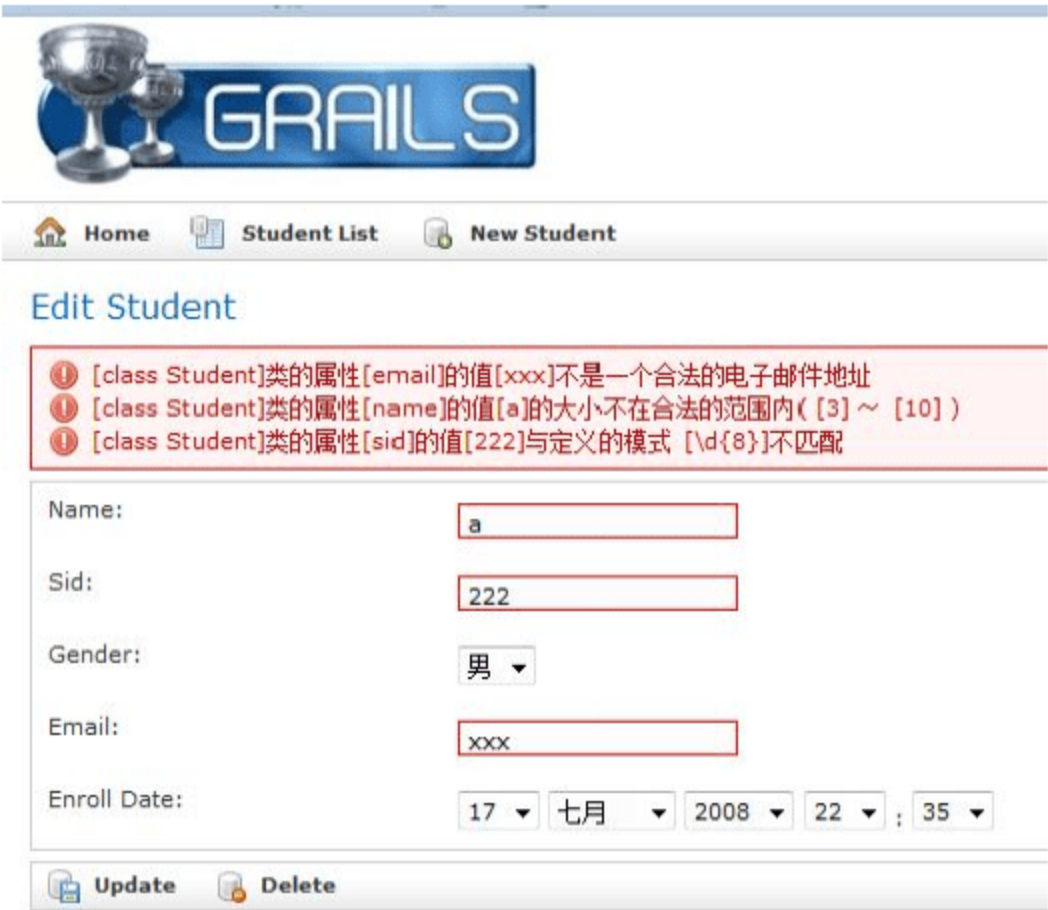 GRAILS
Home Student List New Student
Edit Student
[class Student]类的属性[email]的值[xxx]不是一个合法的电子邮件地址
[class Student]类的属性[name]的值[a]的大小不在合法的范围内( [3] ～ [10] )
[class Student]类的属性[sid]的值[222]与定义的模式 [\d{8}]不匹配
Name: a
Sid: 222
Gender: 男
Email: xxx
Enroll Date: 17 七月 2008 22 : 35
Update Delete